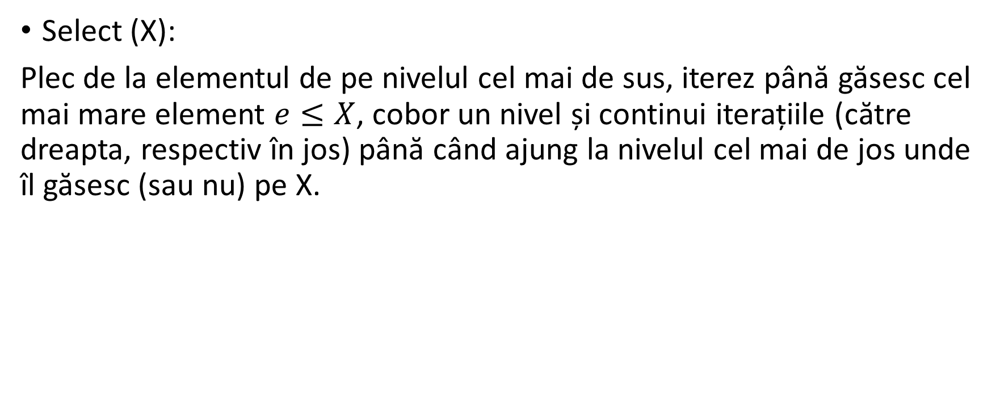 • Select (X):
Plec de la elementul de pe nivelul cel mai de sus, iterez până găsesc cel
mai mare element e ≤ X, cobor un nivel și continui iterațiile (către
dreapta, respectiv în jos) până când ajung la nivelul cel mai de jos unde
îl găsesc (sau nu) pe X.